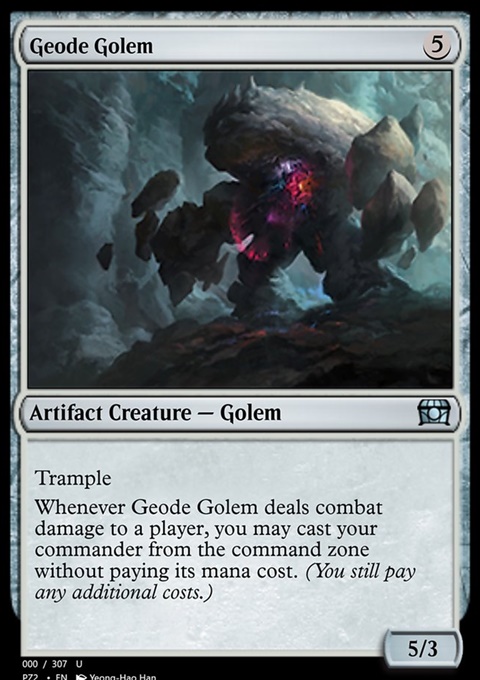 Geode Golem 5
Artifact Creature — Golem
Trample
Whenever Geode Golem deals combat
damage to a player, you may cast your
commander from the command zone
without paying its mana cost. (You still pay
any additional costs.)
5/3
000 / 307 U
PZ2 • EN Yeong-Hao Han